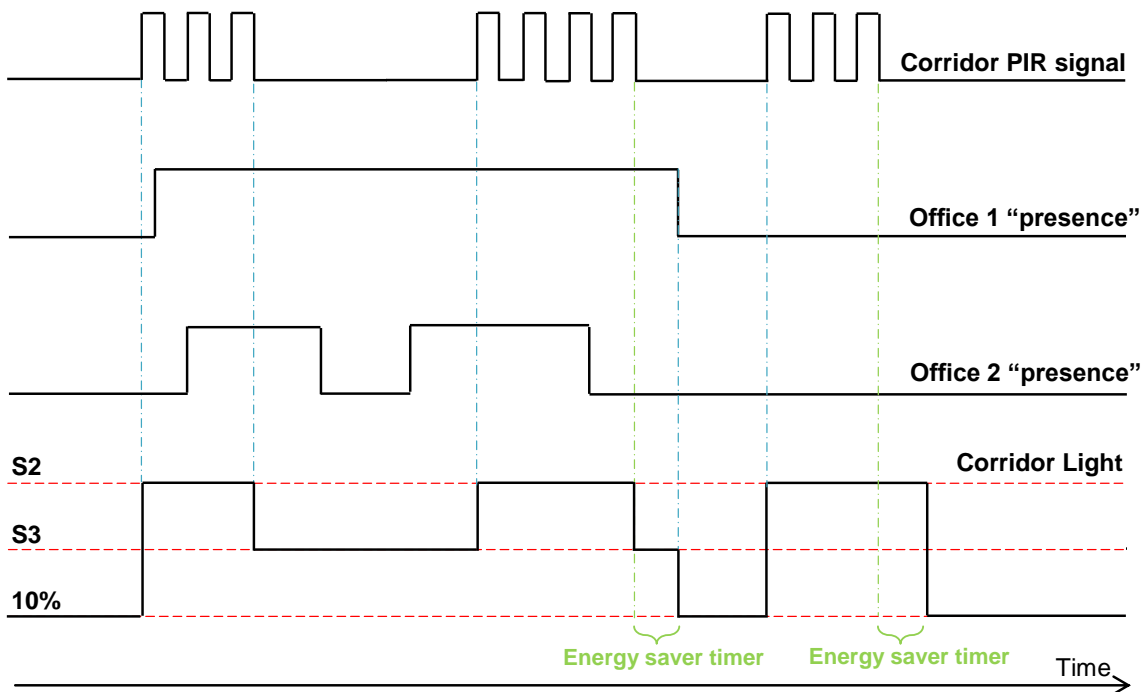 Corridor PIR signal
Office 1 “presence”
Office 2 “presence”
S2
Corridor Light
S3
10%
Energy saver timer
Energy saver timer
Time